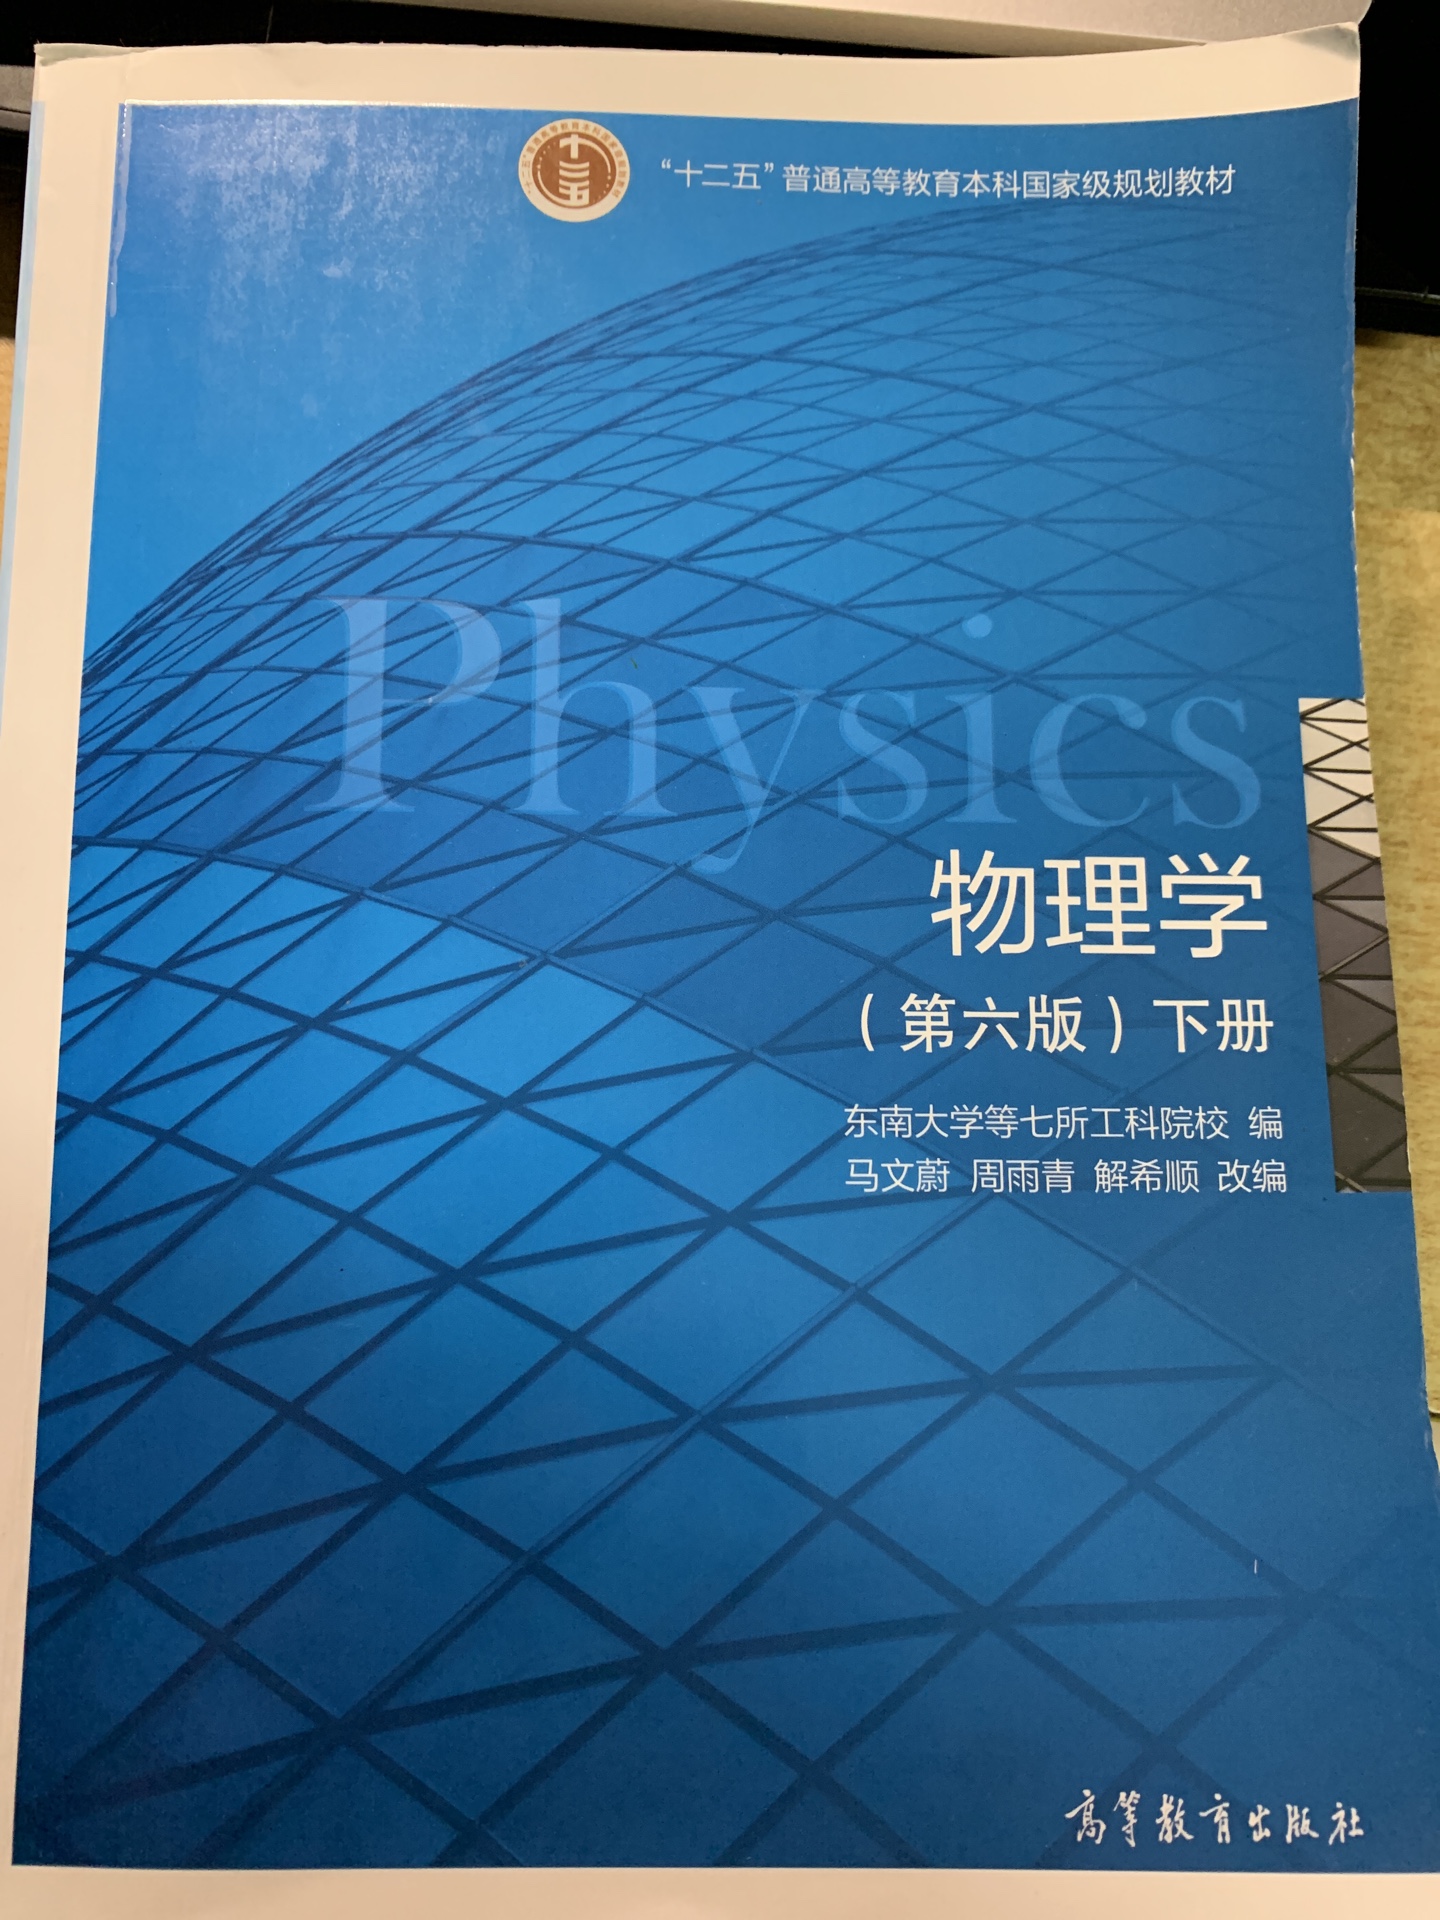 十二五
“十二五”普通高等教育本科国家级规划教材
Physics
物理学
（第六版）下册
东南大学等七所工科院校 编
马文蔚 周雨青 解希顺 改编
高等教育出版社